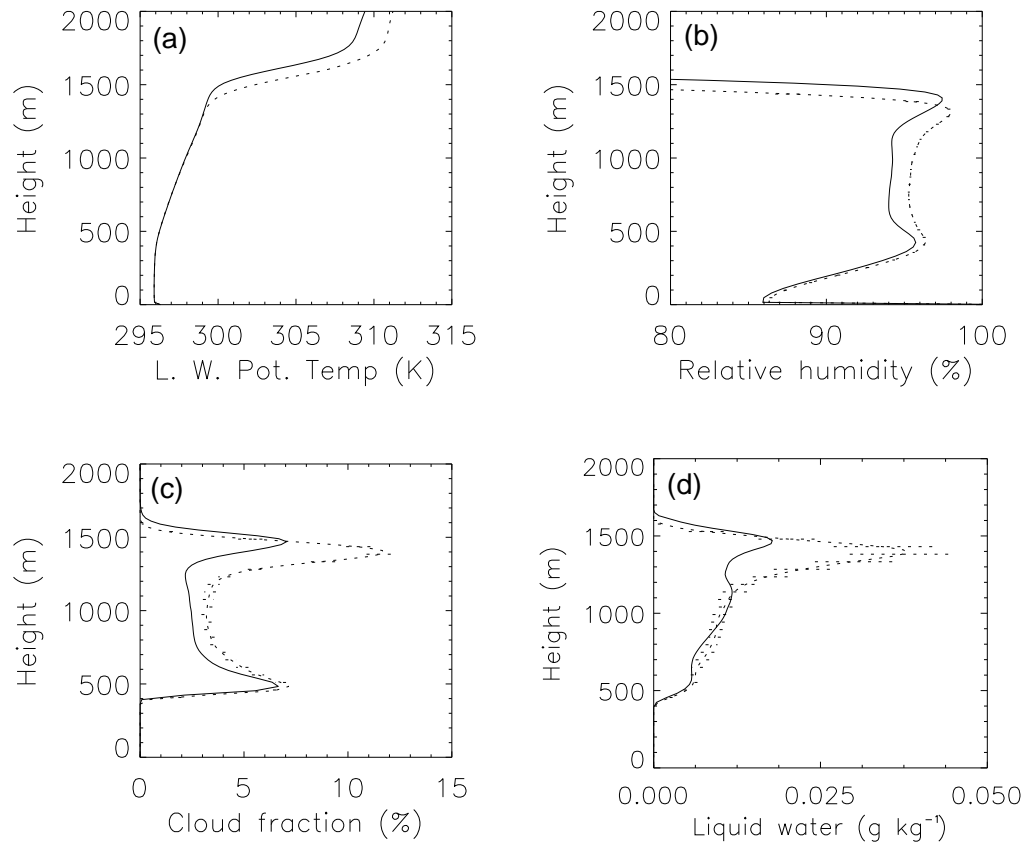 (a)
2000
1500
1000
500
0
Height (m)
295 300 305 310 315
L. W. Pot. Temp (K)
(b)
2000
1500
1000
500
0
Height (m)
80 90 100
Relative humidity (%)
(c)
2000
1500
1000
500
0
Height (m)
0 5 10 15
Cloud fraction (%)
(d)
2000
1500
1000
500
0
Height (m)
0.000 0.025 0.050
Liquid water (g kg⁻¹)